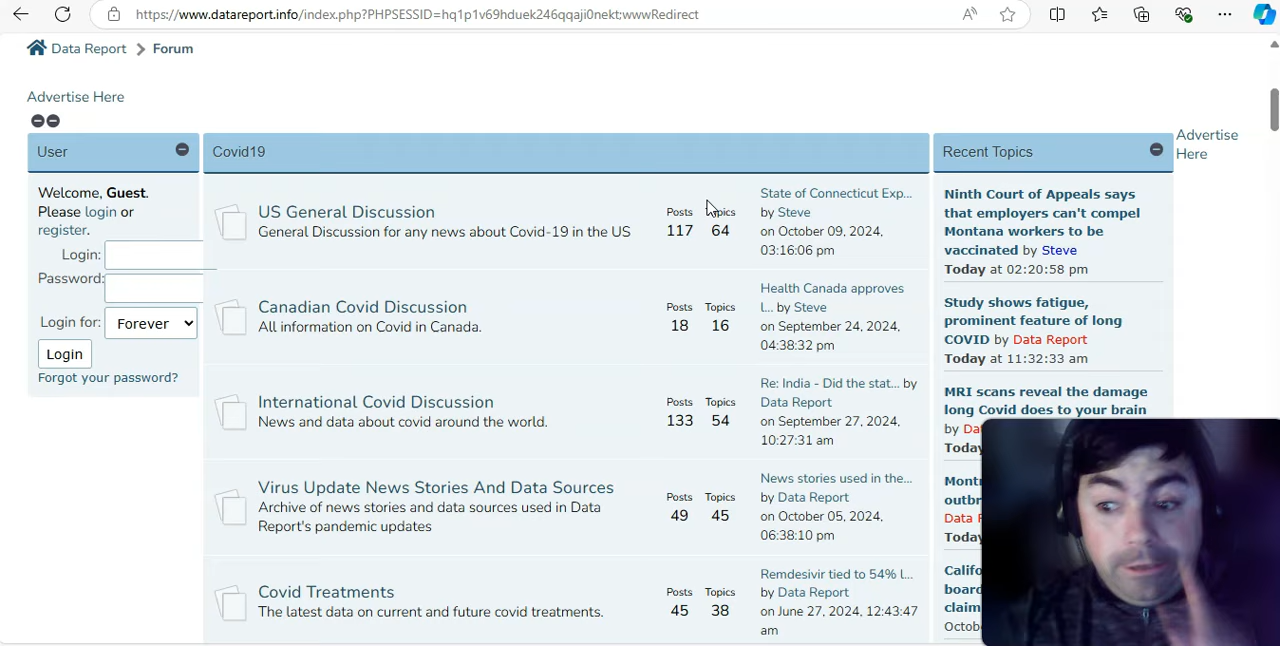 https://www.datareport.info/index.php?PHPSESSID=hq1p1v69hduek246qqaji0nekt;wwwRedirect
Data Report
Forum
Advertise Here
User
Welcome, Guest.
Please login or
register.
Login:
Password:
Login for: Forever
Login
Forgot your password?
Covid19
US General Discussion
General Discussion for any news about Covid-19 in the US
Posts
117
Topics
64
State of Connecticut Exp...
by Steve
on October 09, 2024,
03:16:06 pm
Canadian Covid Discussion
All information on Covid in Canada.
Posts
18
Topics
16
Health Canada approves
l... by Steve
on September 24, 2024,
04:38:32 pm
International Covid Discussion
News and data about covid around the world.
Posts
133
Topics
54
Re: India - Did the stat... by
Data Report
on September 27, 2024,
10:27:31 am
Virus Update News Stories And Data Sources
Archive of news stories and data sources used in Data
Report's pandemic updates
Posts
49
Topics
45
News stories used in the...
by Data Report
on October 05, 2024,
06:38:10 pm
Covid Treatments
The latest data on current and future covid treatments.
Posts
45
Topics
38
Remdesivir tied to 54% l...
by Data Report
on June 27, 2024, 12:43:47
am
Recent Topics
Ninth Court of Appeals says
that employers can't compel
Montana workers to be
vaccinated by Steve
Today at 02:20:58 pm
Study shows fatigue,
prominent feature of long
COVID by Data Report
Today at 11:32:33 am
MRI scans reveal the damage
long Covid does to your brain
by
Today
outbr
Data
Today
board
claim
Advertise
Here